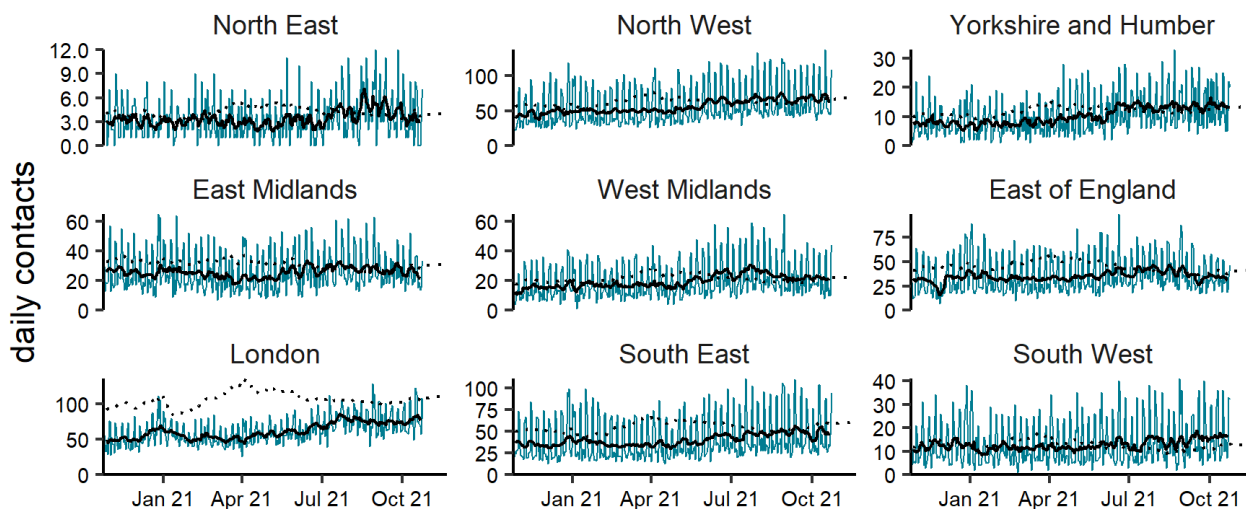 North East North West Yorkshire and Humber
12.0 9.0 6.0 3.0 0.0
100 50 0
30 20 10 0
East Midlands West Midlands East of England
60 40 20 0
60 40 20 0
75 50 25 0
daily contacts
London South East South West
100 50 0
100 75 50 25 0
40 30 20 10 0
Jan 21 Apr 21 Jul 21 Oct 21 Jan 21 Apr 21 Jul 21 Oct 21 Jan 21 Apr 21 Jul 21 Oct 21